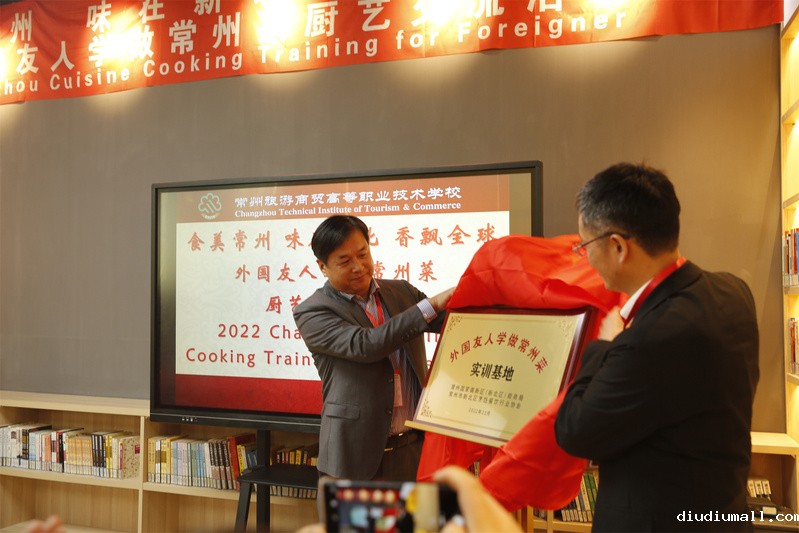 州 味在新
厨艺
友人学做常州
hou Cuisine Cooking Training for Foreigner
常州旅游商贸高等职业技术学校
Changzhou Technical Institute of Tourism & Commerce
食美常州 味 香飘全球
外国友人 常州菜
厨艺
2022 Cha
Cooking Train
外国友人学做常州菜
实训基地
diudiumall.com